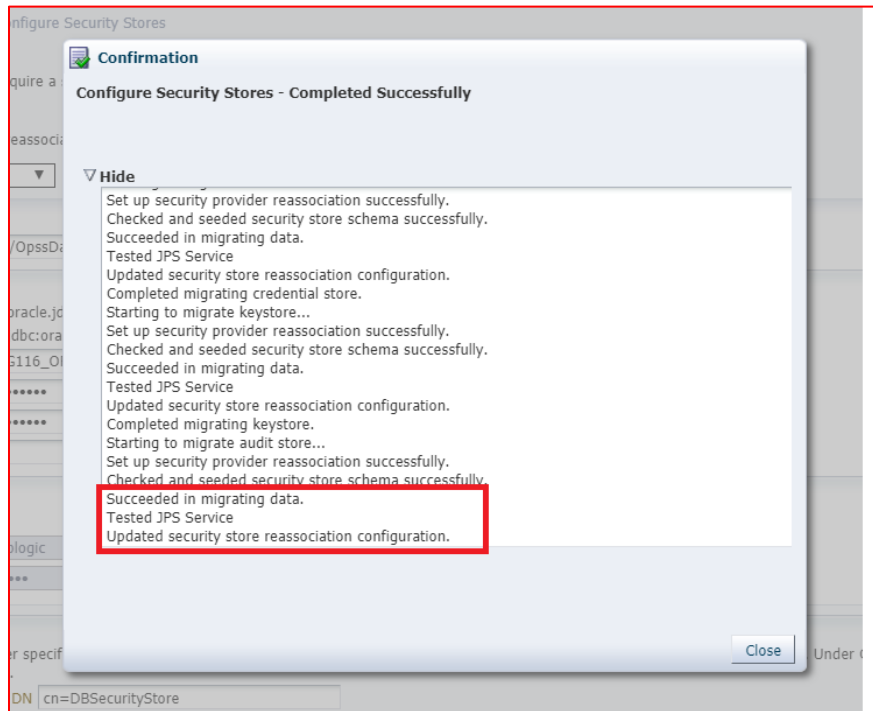 onfigure Security Stores
Confirmation
quire a
Configure Security Stores - Completed Successfully
eassocia
Hide
Set up security provider reassociation successfully.
Checked and seeded security store schema successfully.
Succeeded in migrating data.
/OpssDa
Tested JPS Service
Updated security store reassociation configuration.
Completed migrating credential store.
oracle.jd
Starting to migrate keystore...
dbc:ora
Set up security provider reassociation successfully.
Checked and seeded security store schema successfully.
Succeeded in migrating data.
Tested JPS Service
Updated security store reassociation configuration.
Completed migrating keystore.
Starting to migrate audit store...
Set up security provider reassociation successfully.
Checked and seeded security store schema successfully.
Succeeded in migrating data.
Tested JPS Service
Updated security store reassociation configuration.
ologic
Close
er specif
Under
DN cn=DBSecurityStore